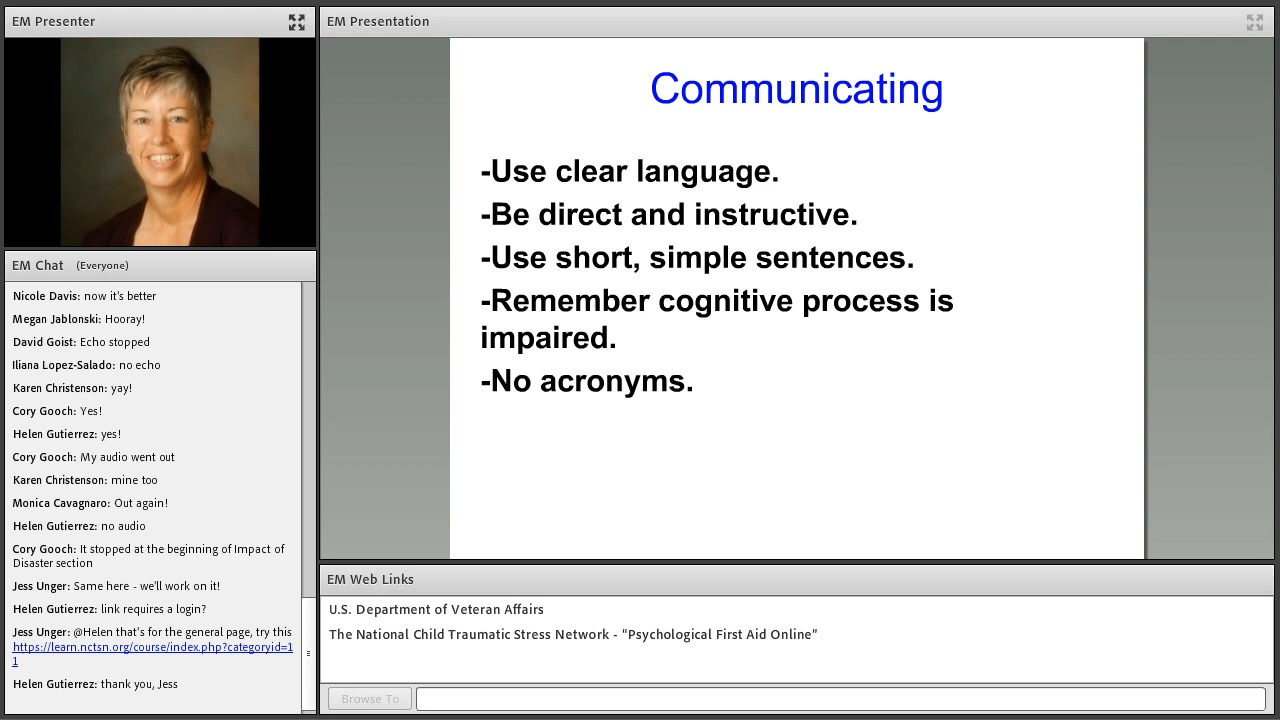 EM Presenter
EM Chat (Everyone)
Nicole Davis: now it's better
Megan Jablonski: Hooray!
David Goist: Echo stopped
Iliana Lopez-Salado: no echo
Karen Christenson: yay!
Cory Gooch: Yes!
Helen Gutierrez: yes!
Cory Gooch: My audio went out
Karen Christenson: mine too
Monica Cavagnaro: Out again!
Helen Gutierrez: no audio
Cory Gooch: It stopped at the beginning of Impact of
Disaster section
Jess Unger: Same here - we'll work on it!
Helen Gutierrez: link requires a login?
Jess Unger: @Helen that's for the general page, try this
https://learn.nctsn.org/course/index.php?categoryid=1
1
Helen Gutierrez: thank you, Jess
EM Presentation
Communicating
-Use clear language.
-Be direct and instructive.
-Use short, simple sentences.
-Remember cognitive process is
impaired.
-No acronyms.
EM Web Links
U.S. Department of Veteran Affairs
The National Child Traumatic Stress Network - "Psychological First Aid Online"
Browse To